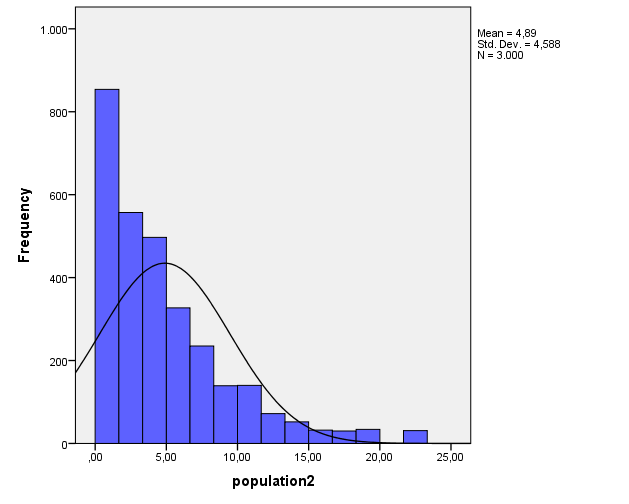 Mean = 4,89
Std. Dev. = 4,588
N = 3.000
1.000
800
600
400
200
0
Frequency
,00
5,00
10,00
15,00
20,00
25,00
population2